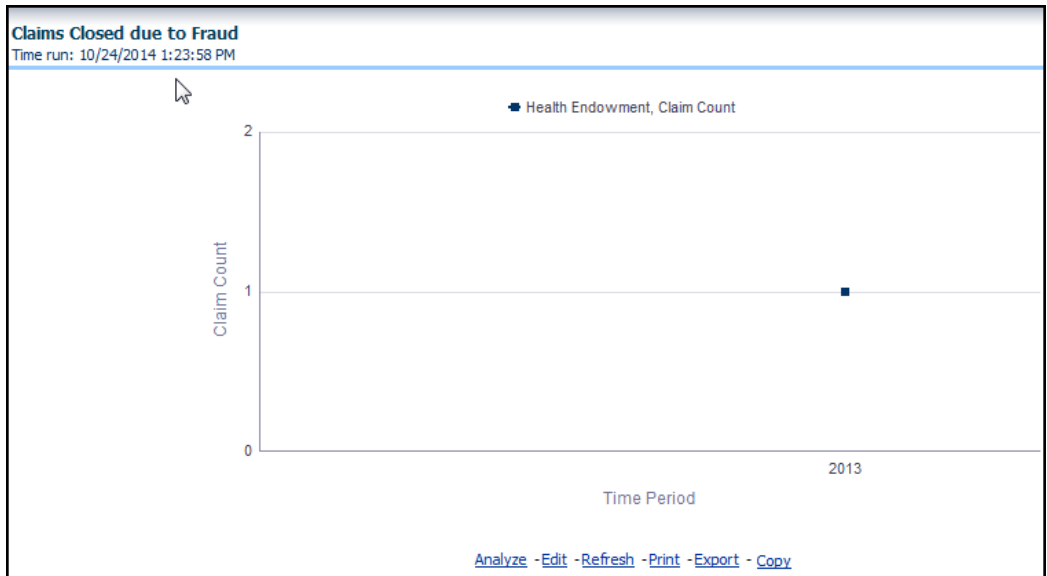 Claims Closed due to Fraud
Time run: 10/24/2014 1:23:58 PM
Health Endowment, Claim Count
2
Claim Count
1
0
2013
Time Period
Analyze -Edit -Refresh -Print -Export - Copy